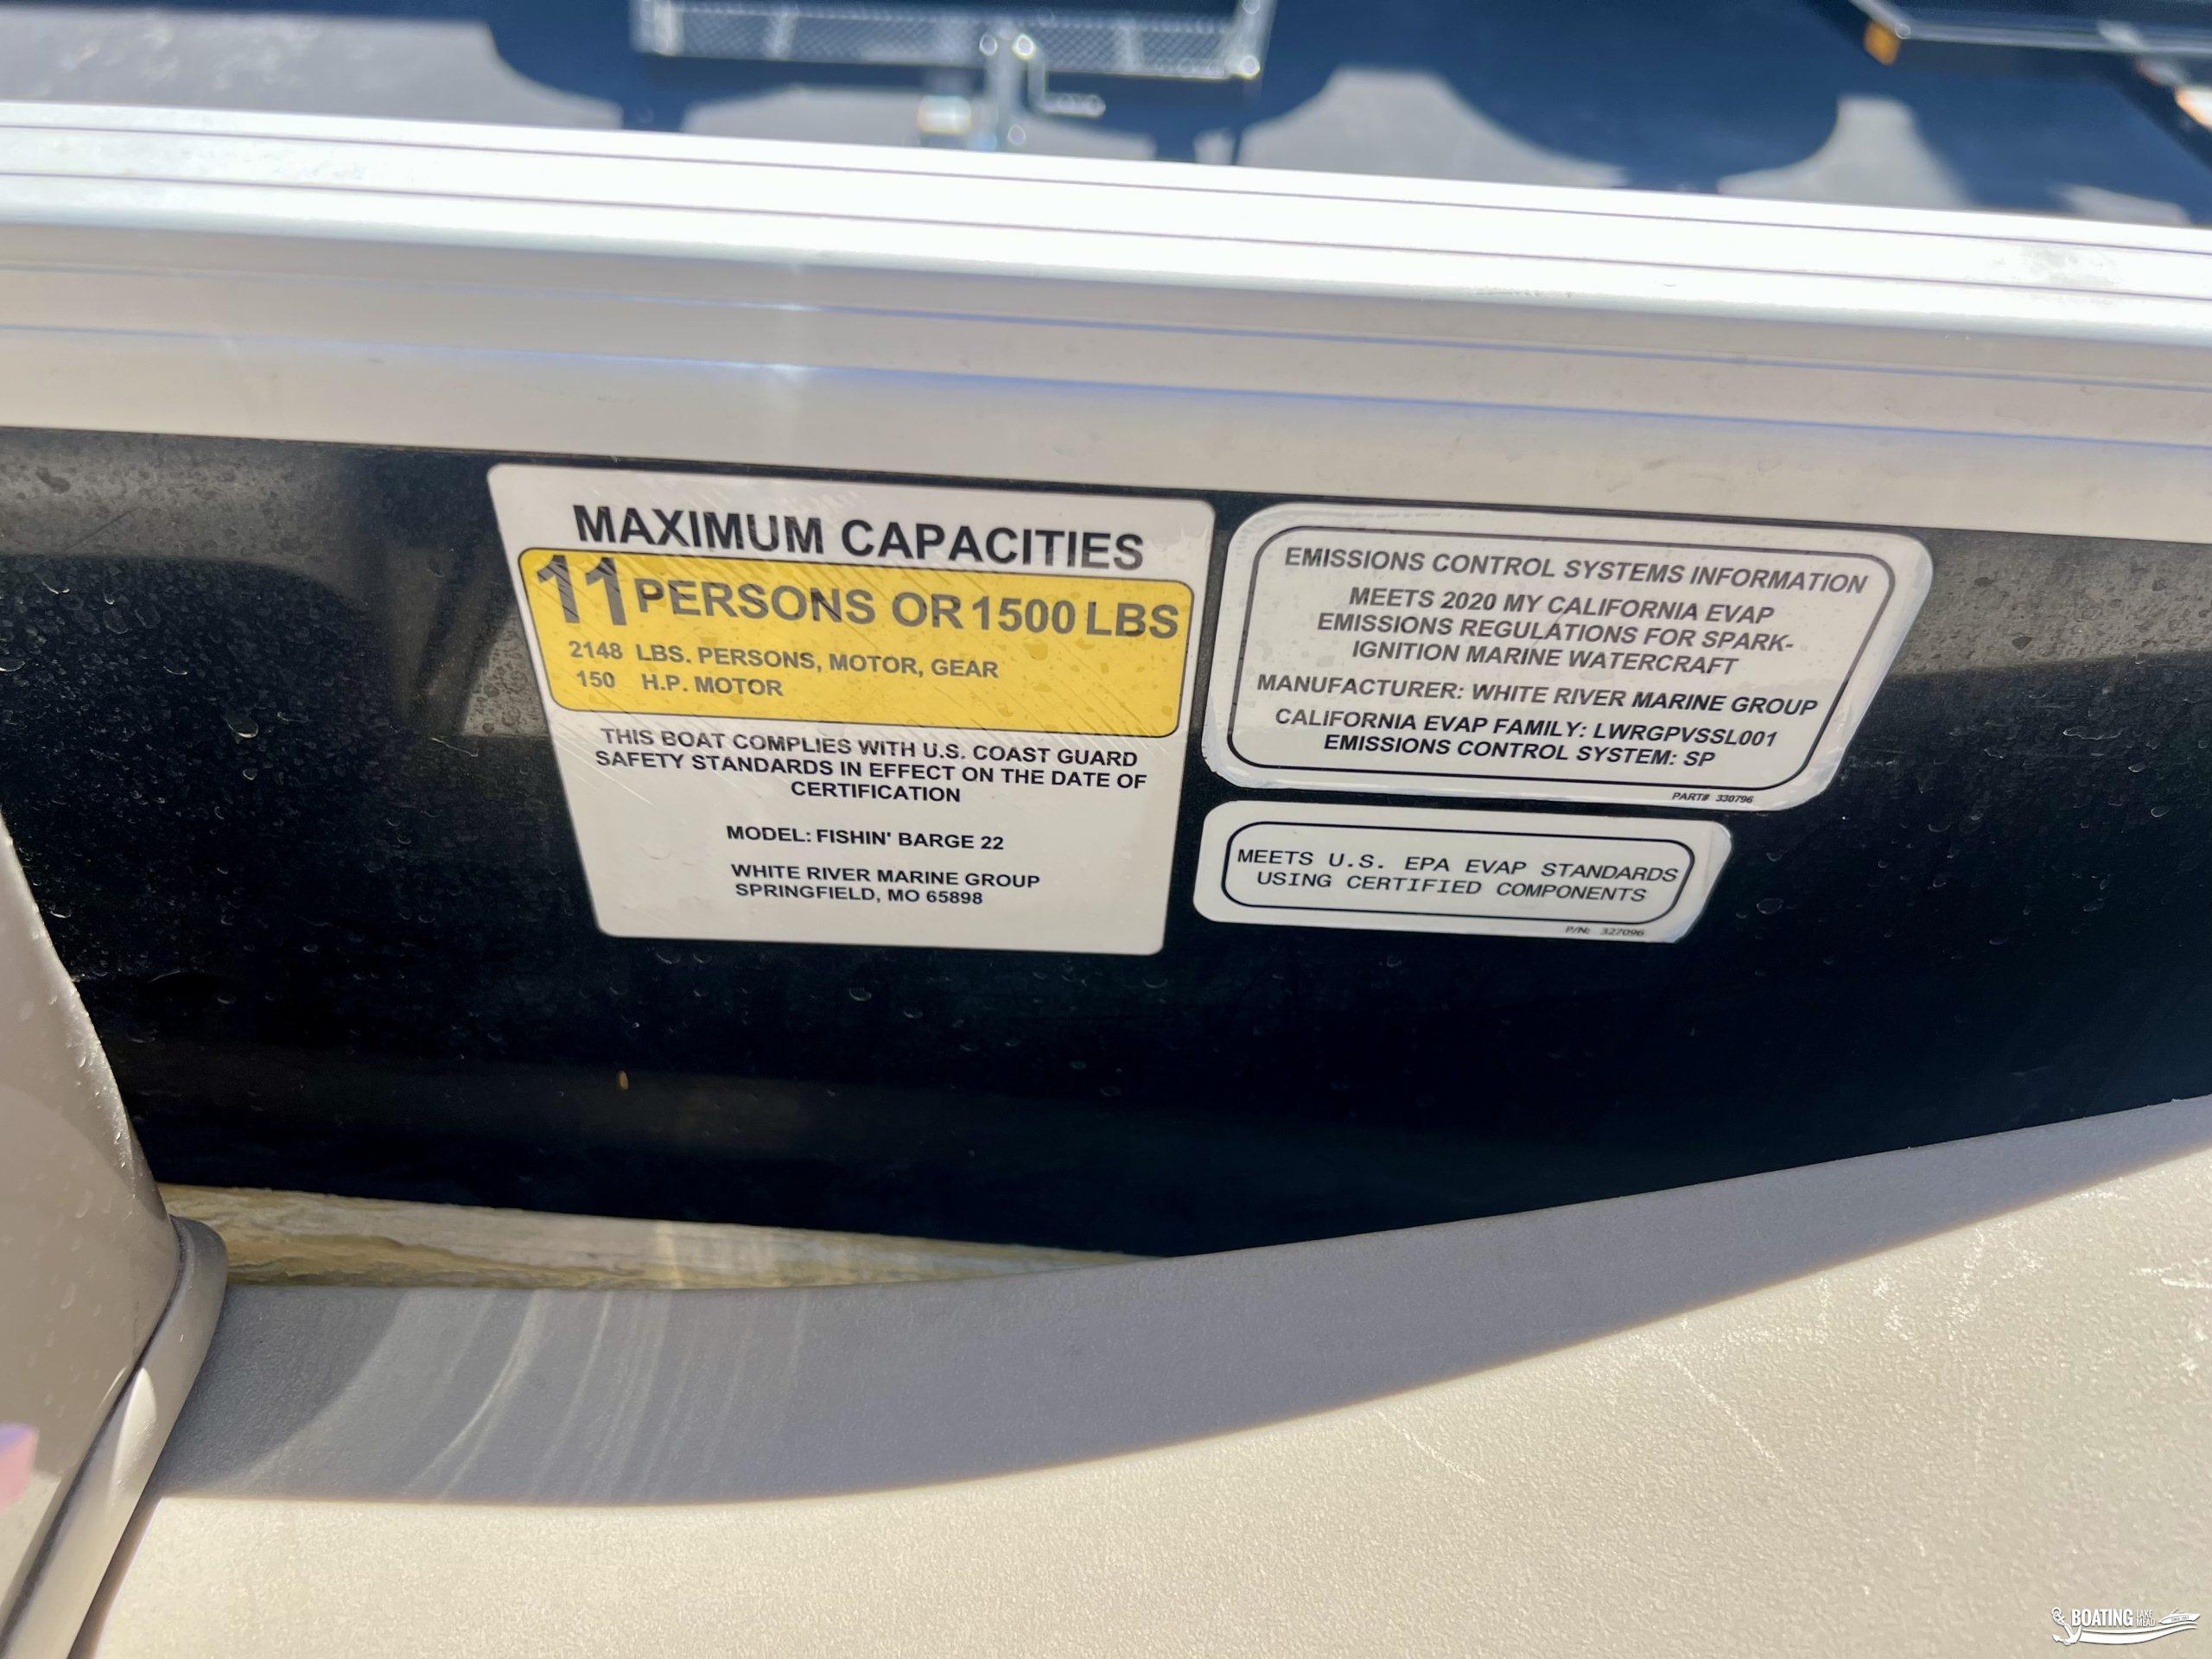 MAXIMUM CAPACITIES
11 PERSONS OR 1500 LBS
2148 LBS. PERSONS, MOTOR, GEAR
150 H.P. MOTOR
THIS BOAT COMPLIES WITH U.S. COAST GUARD
SAFETY STANDARDS IN EFFECT ON THE DATE OF
CERTIFICATION
MODEL: FISHIN' BARGE 22
WHITE RIVER MARINE GROUP
SPRINGFIELD, MO 65898
EMISSIONS CONTROL SYSTEMS INFORMATION
MEETS 2020 MY CALIFORNIA EVAP
EMISSIONS REGULATIONS FOR SPARK-
IGNITION MARINE WATERCRAFT
MANUFACTURER: WHITE RIVER MARINE GROUP
CALIFORNIA EVAP FAMILY: LWRGPVSSL001
EMISSIONS CONTROL SYSTEM: SP
PART# 330796
MEETS U.S. EPA EVAP STANDARDS
USING CERTIFIED COMPONENTS
P/N: 327096
BOATING LAKE MEAD